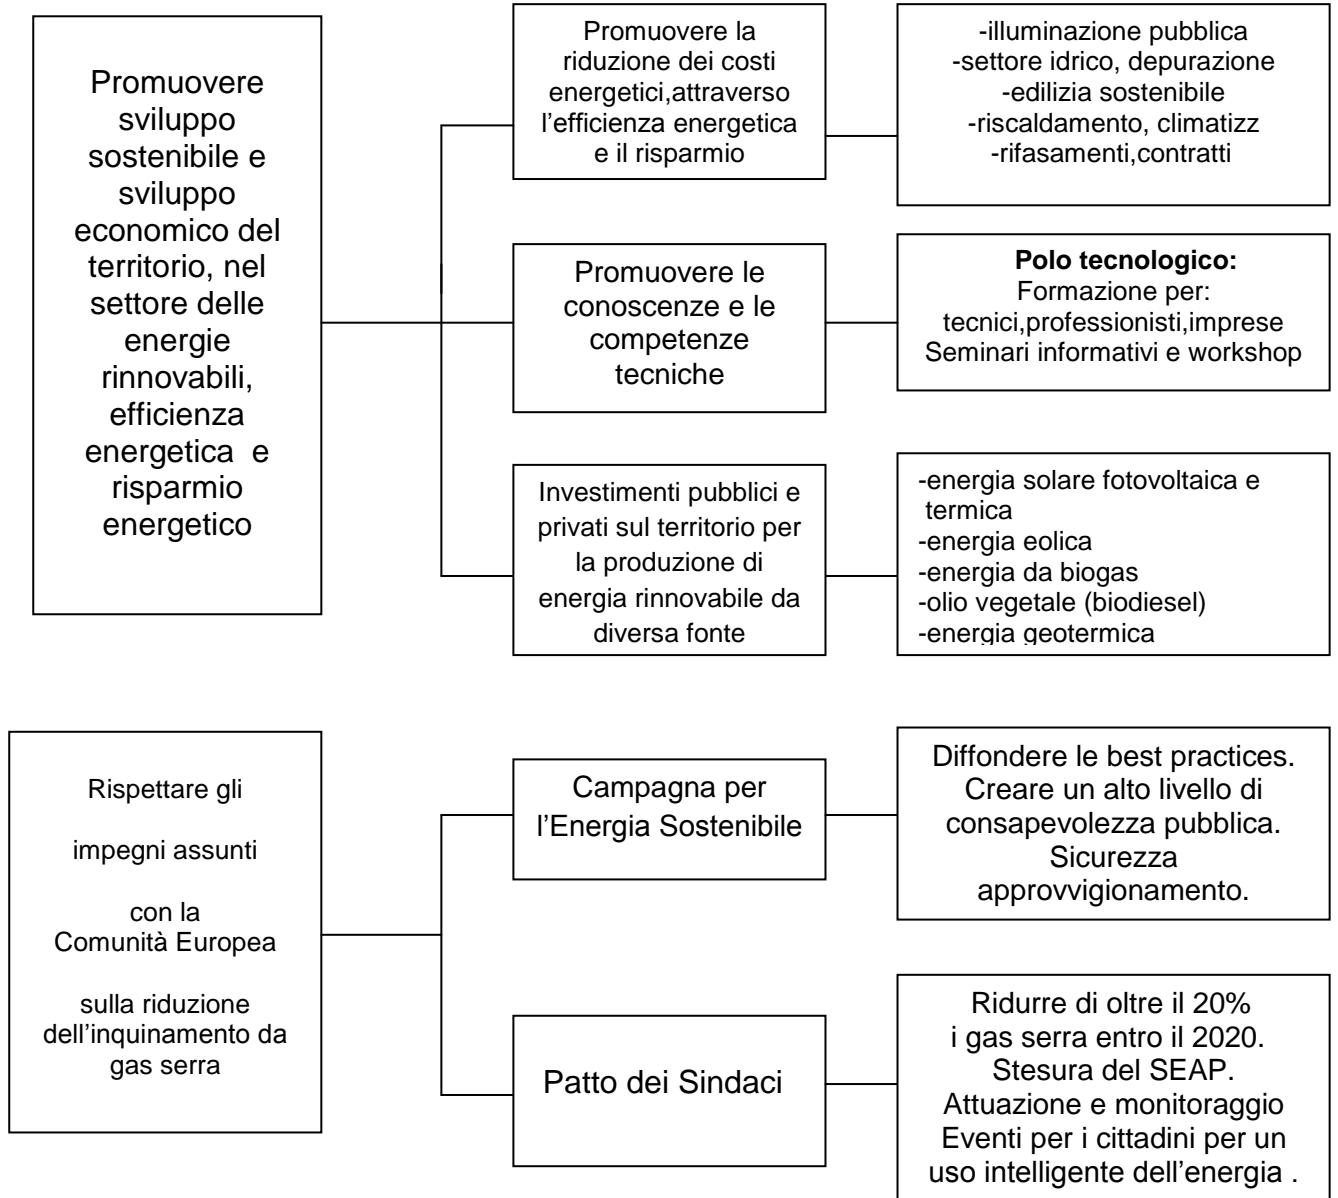 Promuovere
sviluppo
sostenibile e
sviluppo
economico del
territorio, nel
settore delle
energie
rinnovabili,
efficienza
energetica e
risparmio
energetico
Promuovere la
riduzione dei costi
energetici,attraverso
l’efficienza energetica
e il risparmio
-illuminazione pubblica
-settore idrico, depurazione
-edilizia sostenibile
-riscaldamento, climatizz
-rifasamenti,contratti
Promuovere le
conoscenze e le
competenze
tecniche
Polo tecnologico:
Formazione per:
tecnici,professionisti,imprese
Seminari informativi e workshop
Investimenti pubblici e
privati sul territorio per
la produzione di
energia rinnovabile da
diversa fonte
-energia solare fotovoltaica e
termica
-energia eolica
-energia da biogas
-olio vegetale (biodiesel)
-energia geotermica
Rispettare gli
impegni assunti
con la
Comunità Europea
sulla riduzione
dell’inquinamento da
gas serra
Campagna per
l’Energia Sostenibile
Diffondere le best practices.
Creare un alto livello di
consapevolezza pubblica.
Sicurezza
approvvigionamento.
Patto dei Sindaci
Ridurre di oltre il 20%
i gas serra entro il 2020.
Stesura del SEAP.
Attuazione e monitoraggio
Eventi per i cittadini per un
uso intelligente dell’energia .